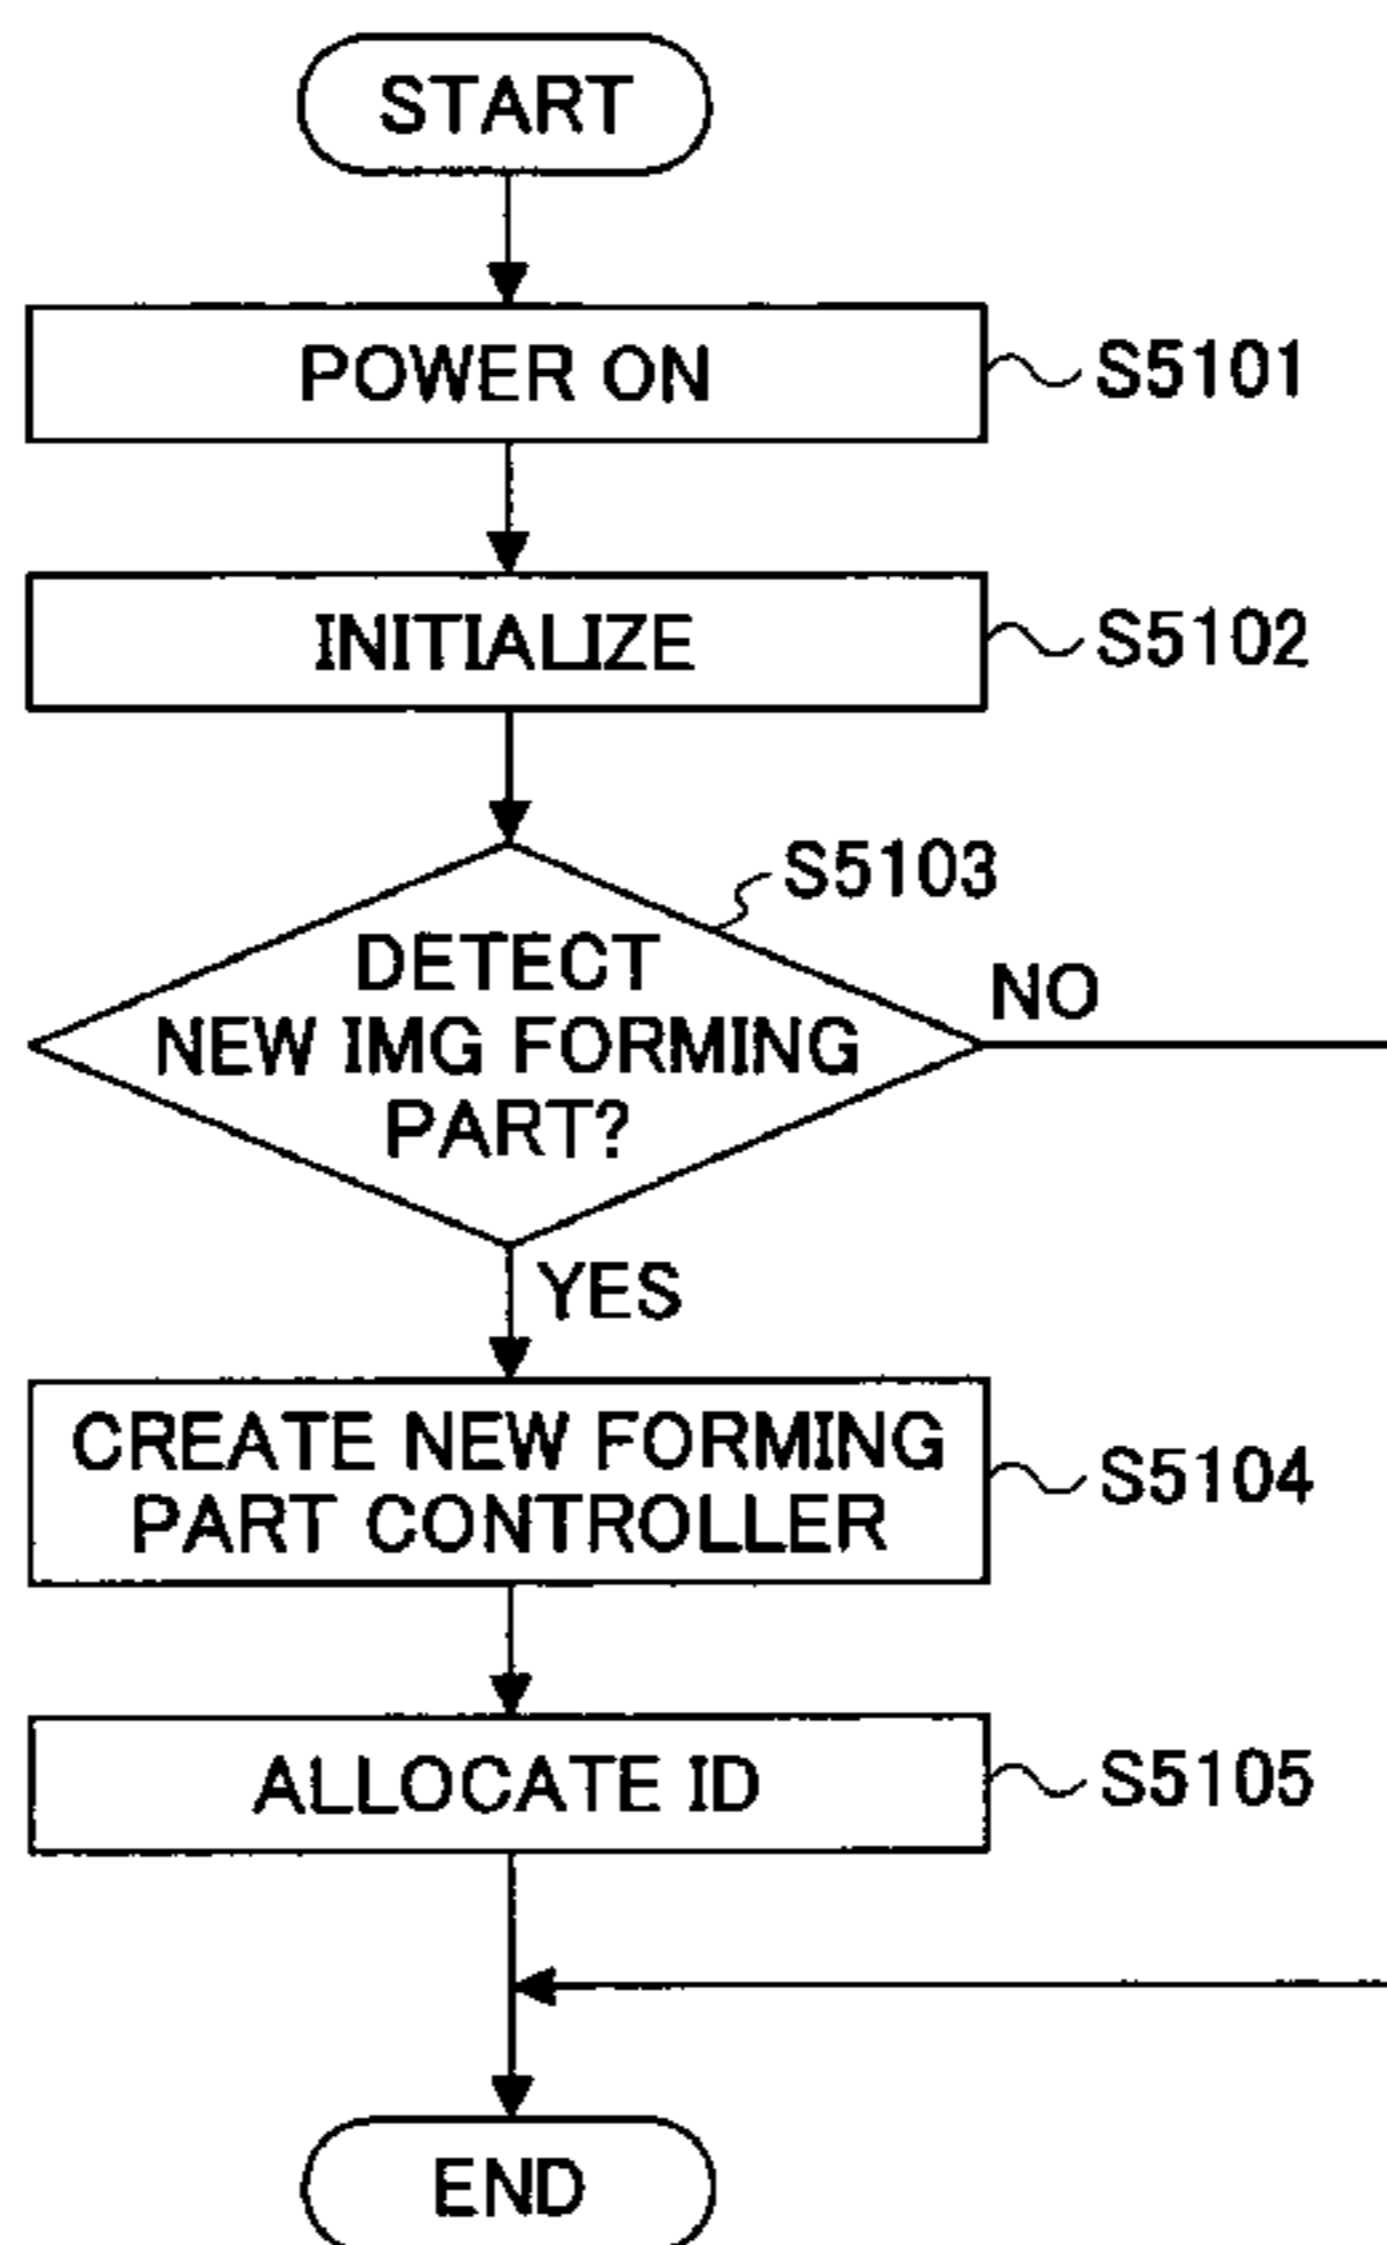 START
POWER ON
S5101
INITIALIZE
S5102
S5103
DETECT
NEW IMG FORMING
PART?
NO
YES
CREATE NEW FORMING
PART CONTROLLER
S5104
ALLOCATE ID
S5105
END